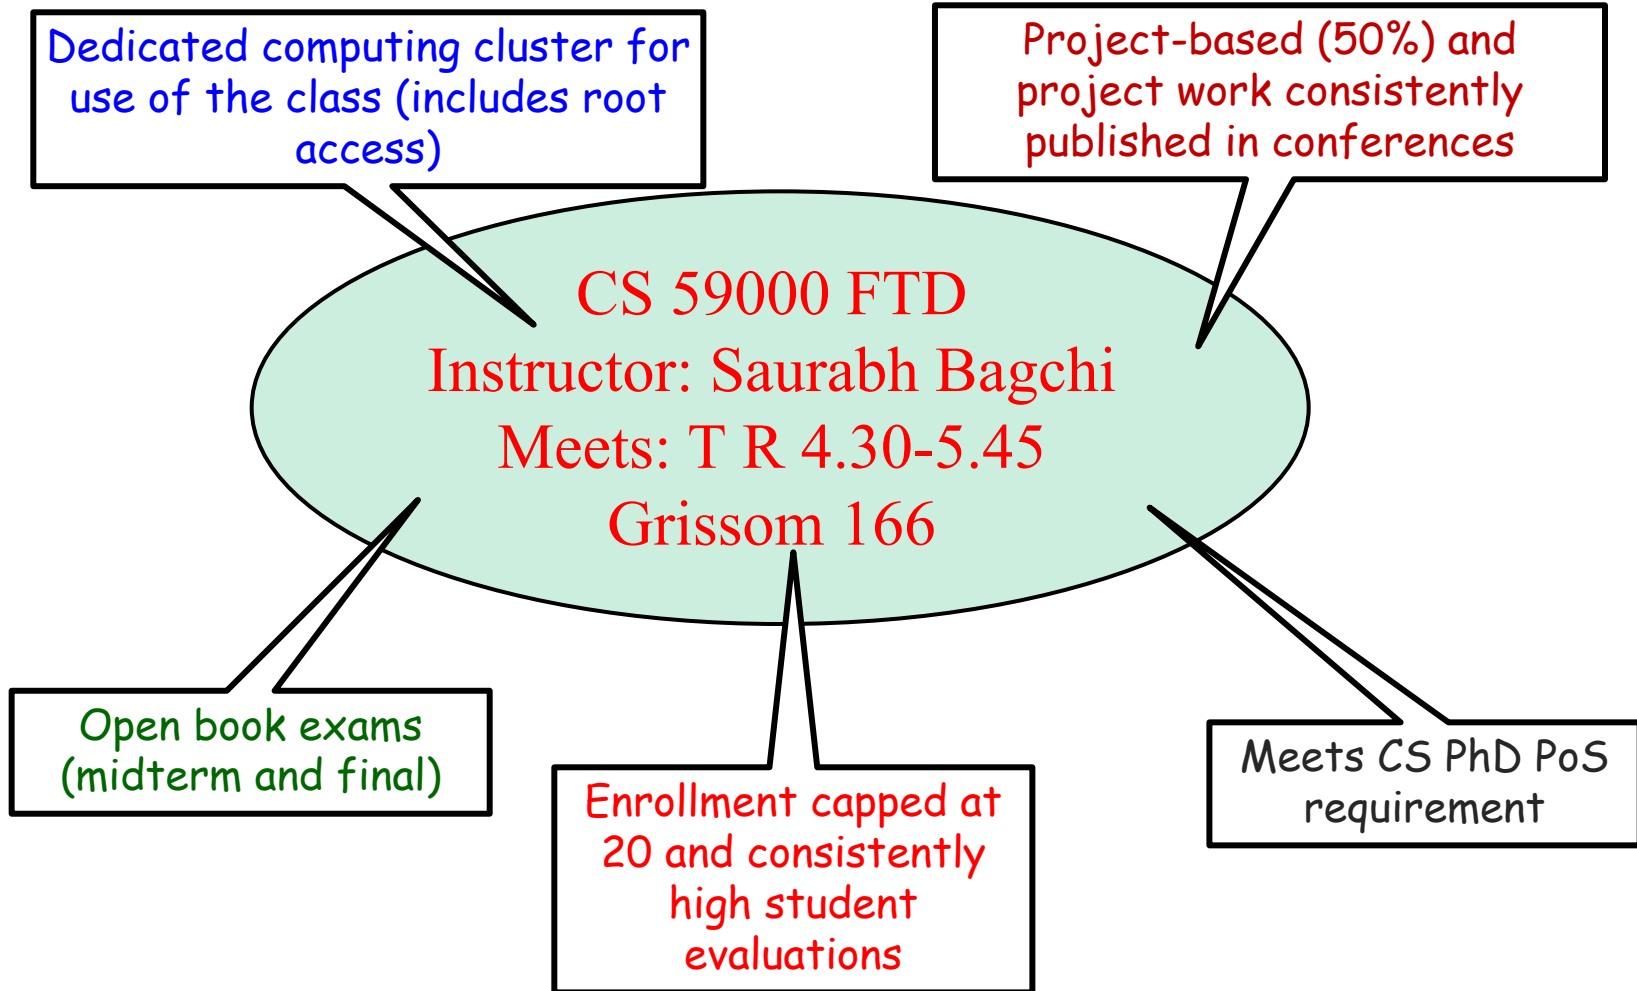 Dedicated computing cluster for
use of the class (includes root
access)
Project-based (50%) and
project work consistently
published in conferences
CS 59000 FTD
Instructor: Saurabh Bagchi
Meets: T R 4.30-5.45
Grissom 166
Open book exams
(midterm and final)
Enrollment capped at
20 and consistently
high student
evaluations
Meets CS PhD PoS
requirement